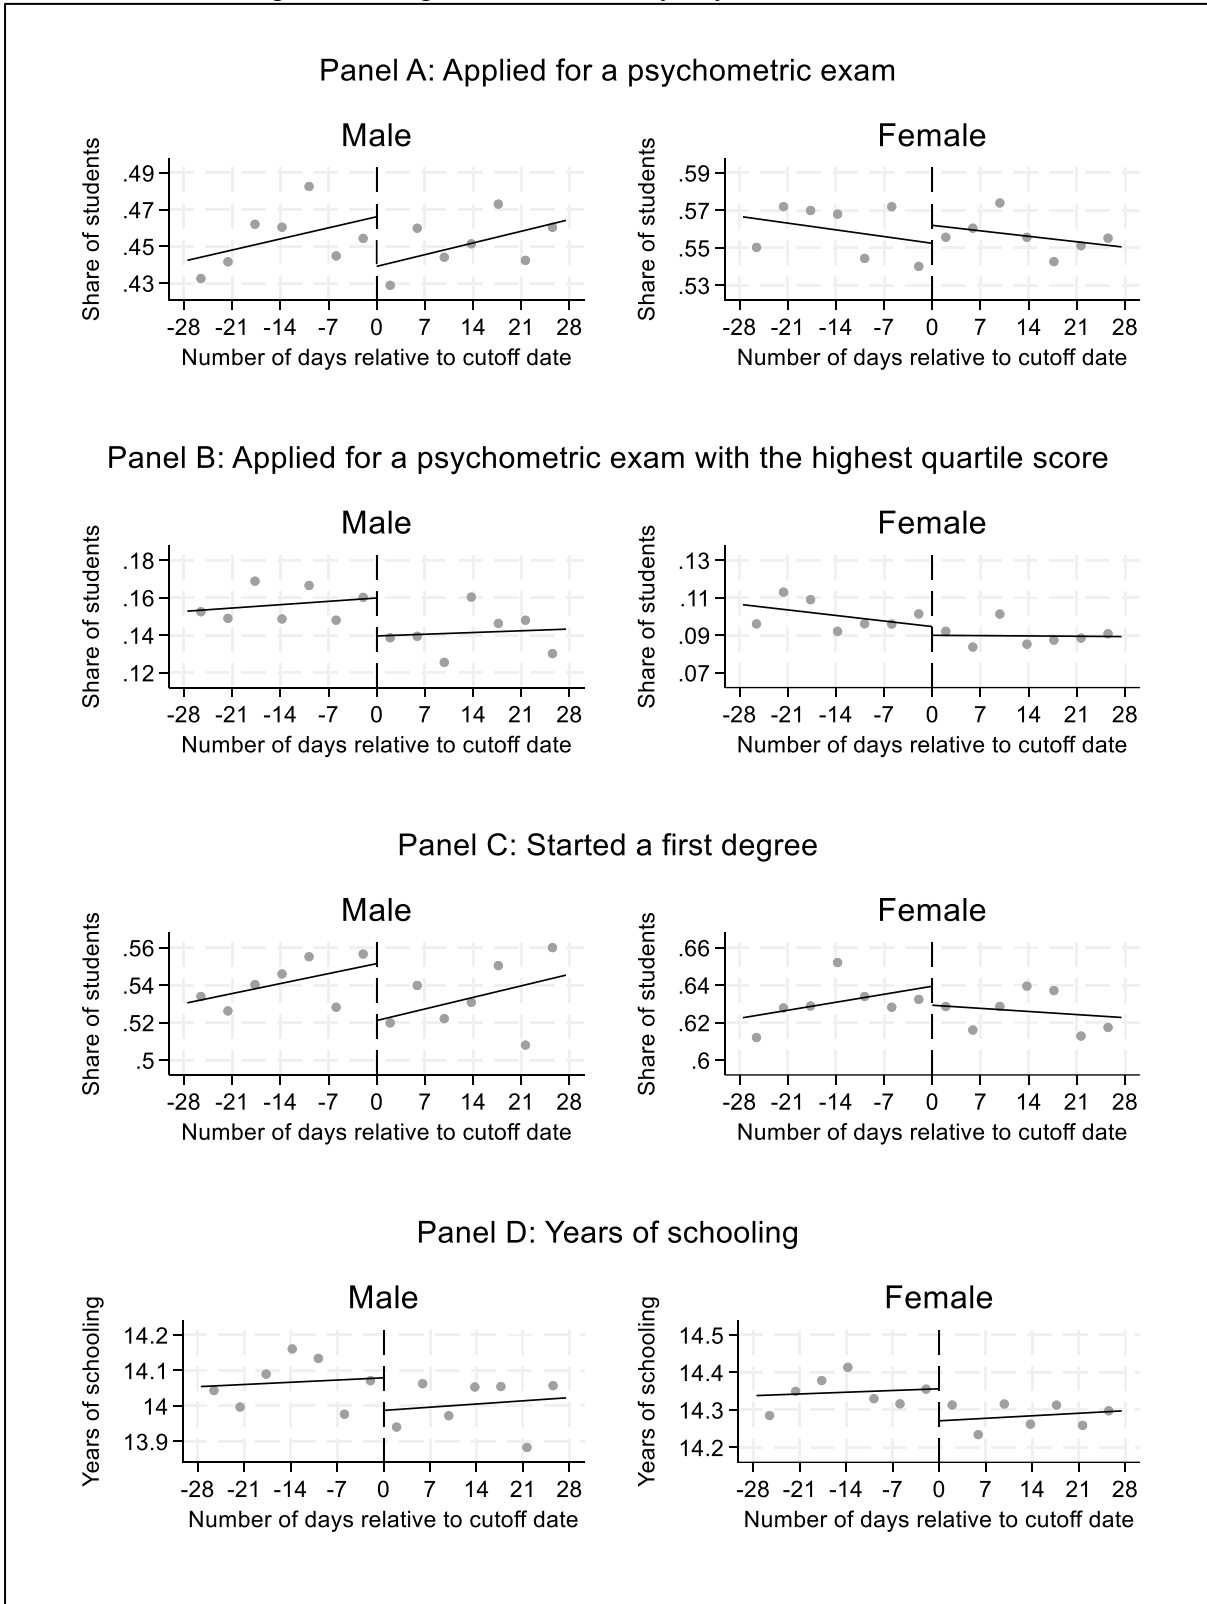 Panel A: Applied for a psychometric exam
Male
Share of students
.49
.47
.45
.43
-28 -21 -14 -7 0 7 14 21 28
Number of days relative to cutoff date
Female
Share of students
.59
.57
.55
.53
-28 -21 -14 -7 0 7 14 21 28
Number of days relative to cutoff date
Panel B: Applied for a psychometric exam with the highest quartile score
Male
Share of students
.18
.16
.14
.12
-28 -21 -14 -7 0 7 14 21 28
Number of days relative to cutoff date
Female
Share of students
.13
.11
.09
.07
-28 -21 -14 -7 0 7 14 21 28
Number of days relative to cutoff date
Panel C: Started a first degree
Male
Share of students
.56
.54
.52
.5
-28 -21 -14 -7 0 7 14 21 28
Number of days relative to cutoff date
Female
Share of students
.66
.64
.62
.6
-28 -21 -14 -7 0 7 14 21 28
Number of days relative to cutoff date
Panel D: Years of schooling
Male
Years of schooling
14.2
14.1
14
13.9
-28 -21 -14 -7 0 7 14 21 28
Number of days relative to cutoff date
Female
Years of schooling
14.5
14.4
14.3
14.2
-28 -21 -14 -7 0 7 14 21 28
Number of days relative to cutoff date